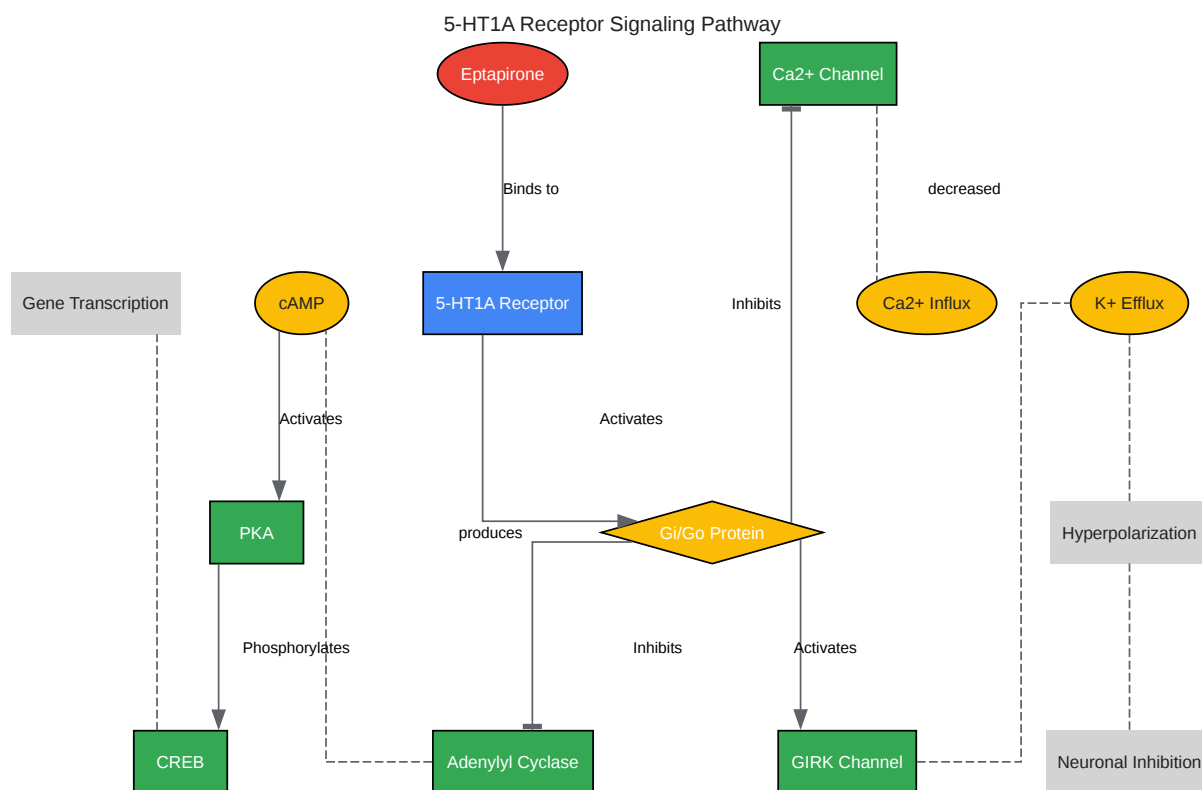 5-HT1A Receptor Signaling Pathway
Eptapirone
Ca2+ Channel
Binds to
decreased
Gene Transcription
cAMP
5-HT1A Receptor
Inhibits
Ca2+ Influx
K+ Efflux
Activates
Activates
PKA
produces
Gi/Go Protein
Hyperpolarization
Phosphorylates
Inhibits
Activates
CREB
Adenylyl Cyclase
GIRK Channel
Neuronal Inhibition